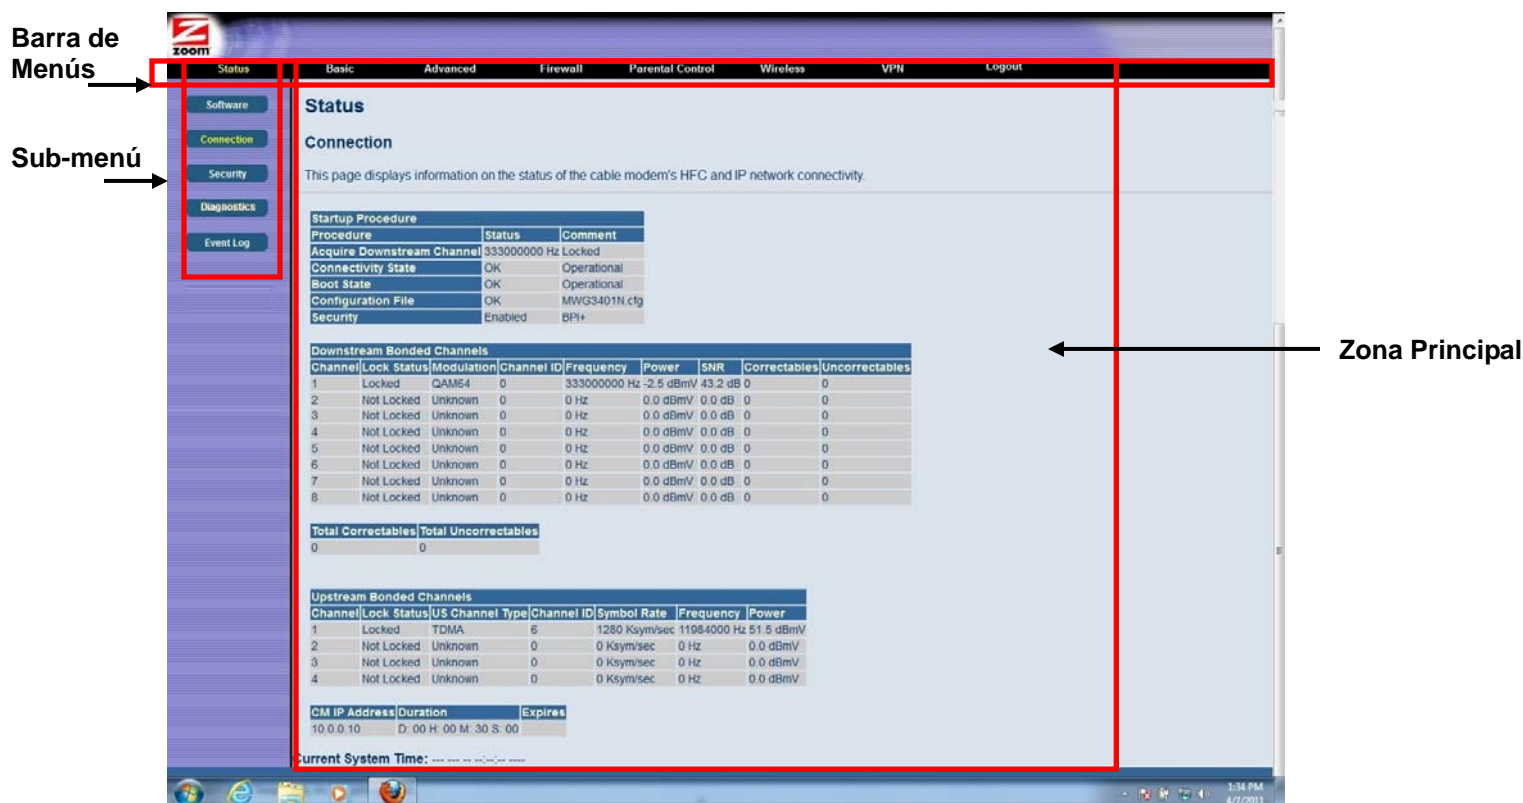 Barra de
Menús
Sub-menú
Zona Principal
zoom
Status Basic Advanced Firewall Parental Control Wireless VPN Logout
Software
Connection
Security
Diagnostics
Event Log
Status
Connection
This page displays information on the status of the cable modem's HFC and IP network connectivity.
Startup Procedure
Procedure Status Comment
Acquire Downstream Channel 333000000 Hz Locked
Connectivity State OK Operational
Boot State OK Operational
Configuration File OK MWG3401N.cfg
Security Enabled BPI+
Downstream Bonded Channels
Channel Lock Status Modulation Channel ID Frequency Power SNR Correctables Uncorrectables
1 Locked QAM64 0 333000000 Hz -2.5 dBmV 43.2 dB 0 0
2 Not Locked Unknown 0 0 Hz 0.0 dBmV 0.0 dB 0 0
3 Not Locked Unknown 0 0 Hz 0.0 dBmV 0.0 dB 0 0
4 Not Locked Unknown 0 0 Hz 0.0 dBmV 0.0 dB 0 0
5 Not Locked Unknown 0 0 Hz 0.0 dBmV 0.0 dB 0 0
6 Not Locked Unknown 0 0 Hz 0.0 dBmV 0.0 dB 0 0
7 Not Locked Unknown 0 0 Hz 0.0 dBmV 0.0 dB 0 0
8 Not Locked Unknown 0 0 Hz 0.0 dBmV 0.0 dB 0 0
Total Correctables Total Uncorrectables
0 0
Upstream Bonded Channels
Channel Lock Status US Channel Type Channel ID Symbol Rate Frequency Power
1 Locked TDMA 6 1280 Ksym/sec 11984000 Hz 51.5 dBmV
2 Not Locked Unknown 0 0 Ksym/sec 0 Hz 0.0 dBmV
3 Not Locked Unknown 0 0 Ksym/sec 0 Hz 0.0 dBmV
4 Not Locked Unknown 0 0 Ksym/sec 0 Hz 0.0 dBmV
CM IP Address Duration Expires
10.0.0.10 D: 00 H: 00 M: 30 S: 00
Current System Time: --- --- -- --:--:-- ----
1:34 PM
4/7/2011